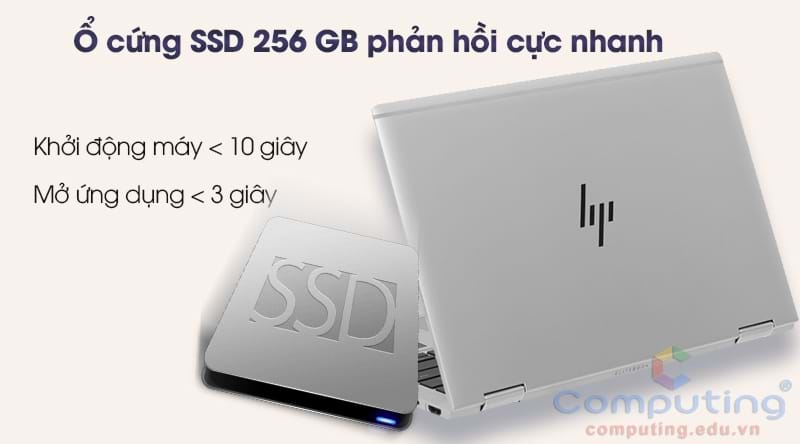 Ổ cứng SSD 256 GB phản hồi cực nhanh
Khởi động máy < 10 giây
Mở ứng dụng < 3 giây
SSD
hp
Computing®
computing.edu.vn